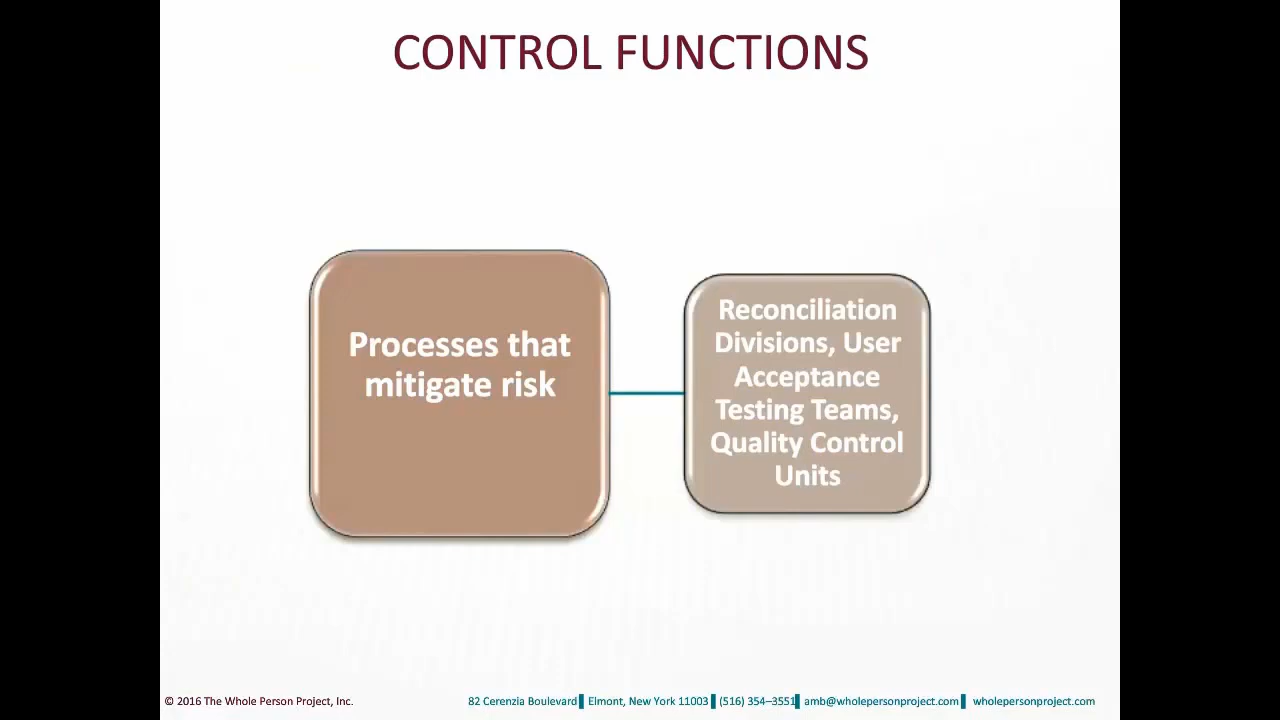 CONTROL FUNCTIONS
Processes that
mitigate risk
Reconciliation
Divisions, User
Acceptance
Testing Teams,
Quality Control
Units
© 2016 The Whole Person Project, Inc.
82 Cerenzia Boulevard▐ Elmont, New York 11003▐ (516) 354–3551▐ amb@wholepersonproject.com▐ wholepersonproject.com